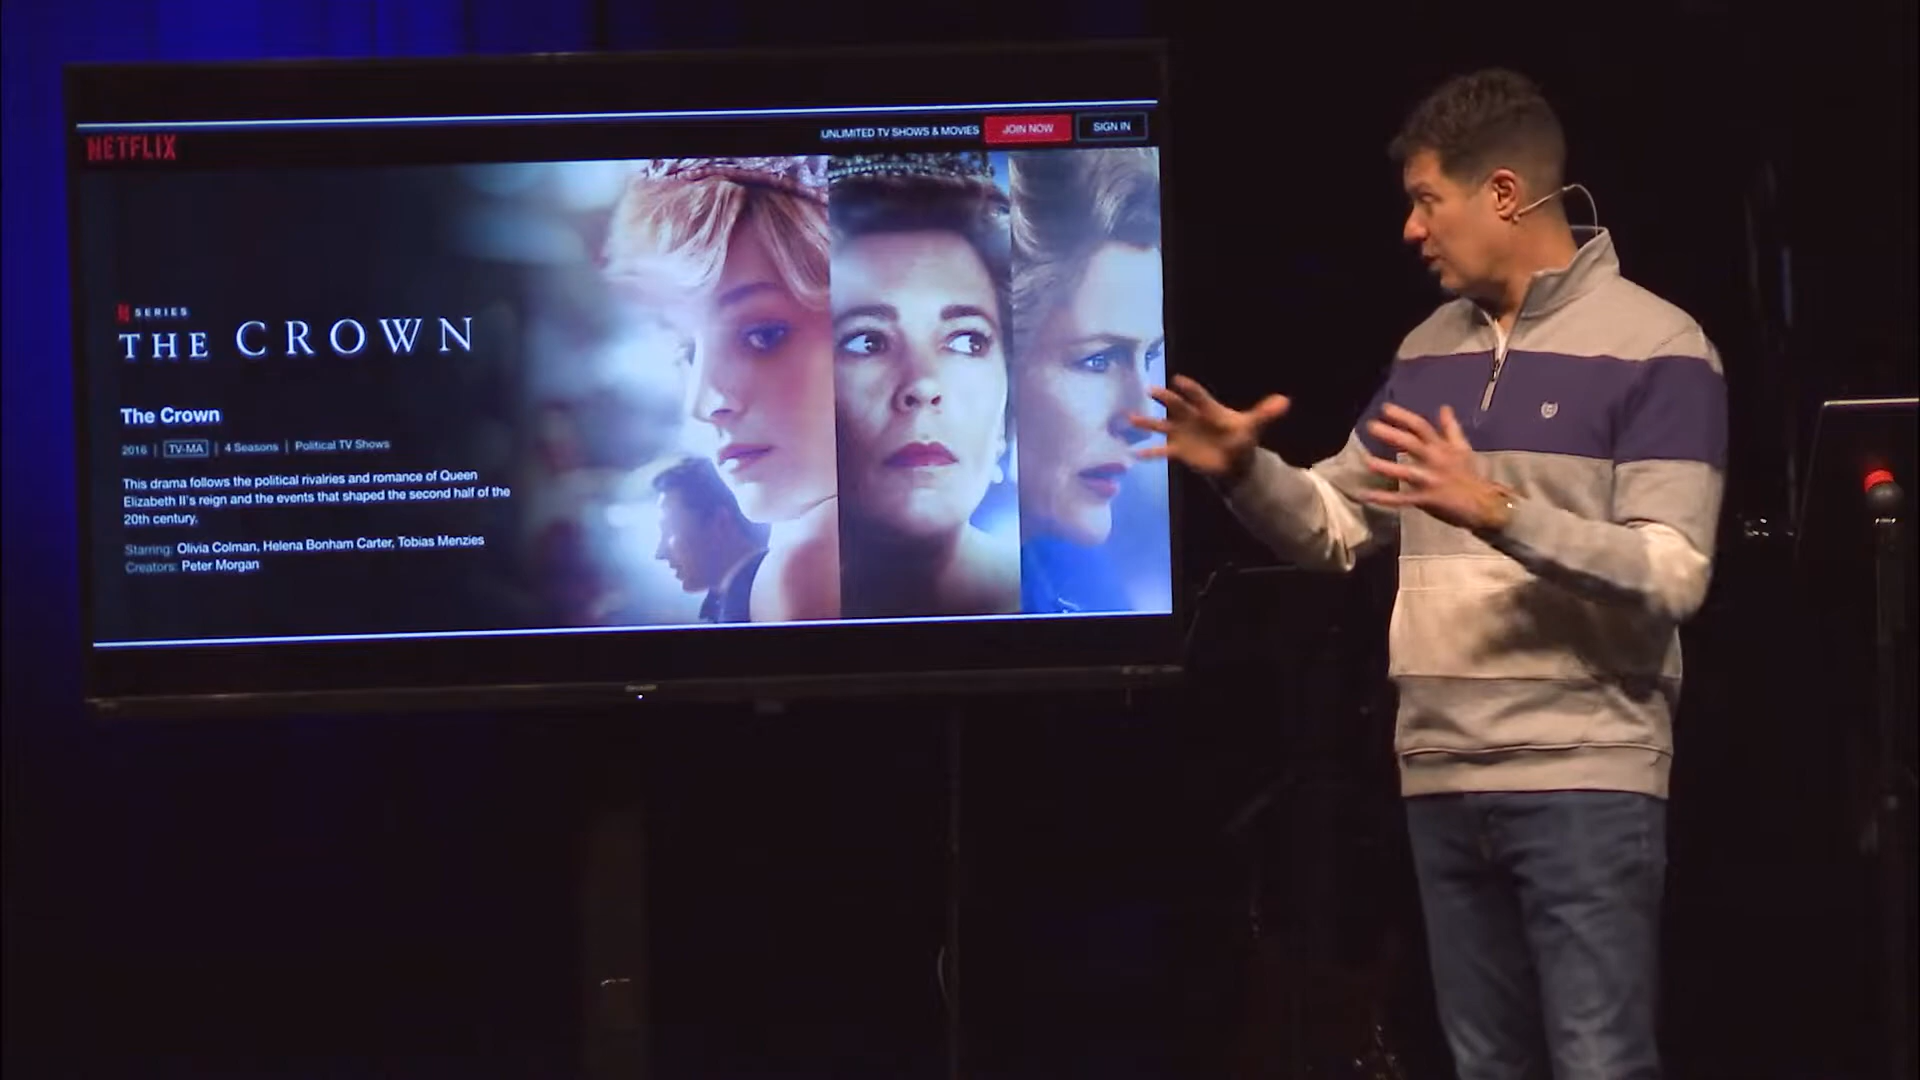 NETFLIX
UNLIMITED TV SHOWS & MOVIES
JOIN NOW
SIGN IN
N SERIES
THE CROWN
The Crown
2016 | TV-MA | 4 Seasons | Political TV Shows
This drama follows the political rivalries and romance of Queen
Elizabeth II's reign and the events that shaped the second half of the
20th century.
Starring: Olivia Colman, Helena Bonham Carter, Tobias Menzies
Creators: Peter Morgan